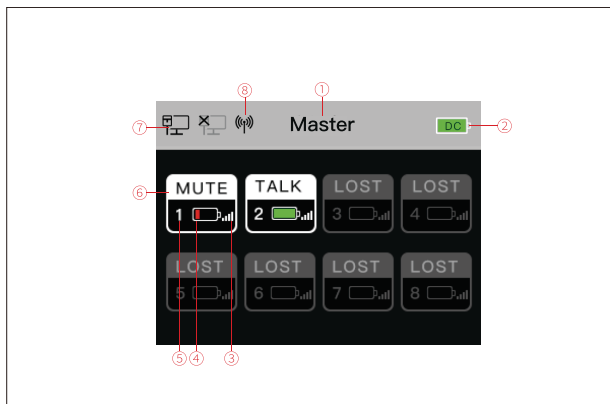 ⑧ ①
⑦ Master DC ②
⑥ MUTE TALK LOST LOST
1 2 3 4
LOST LOST LOST LOST
5 6 7 8
⑤ ④ ③